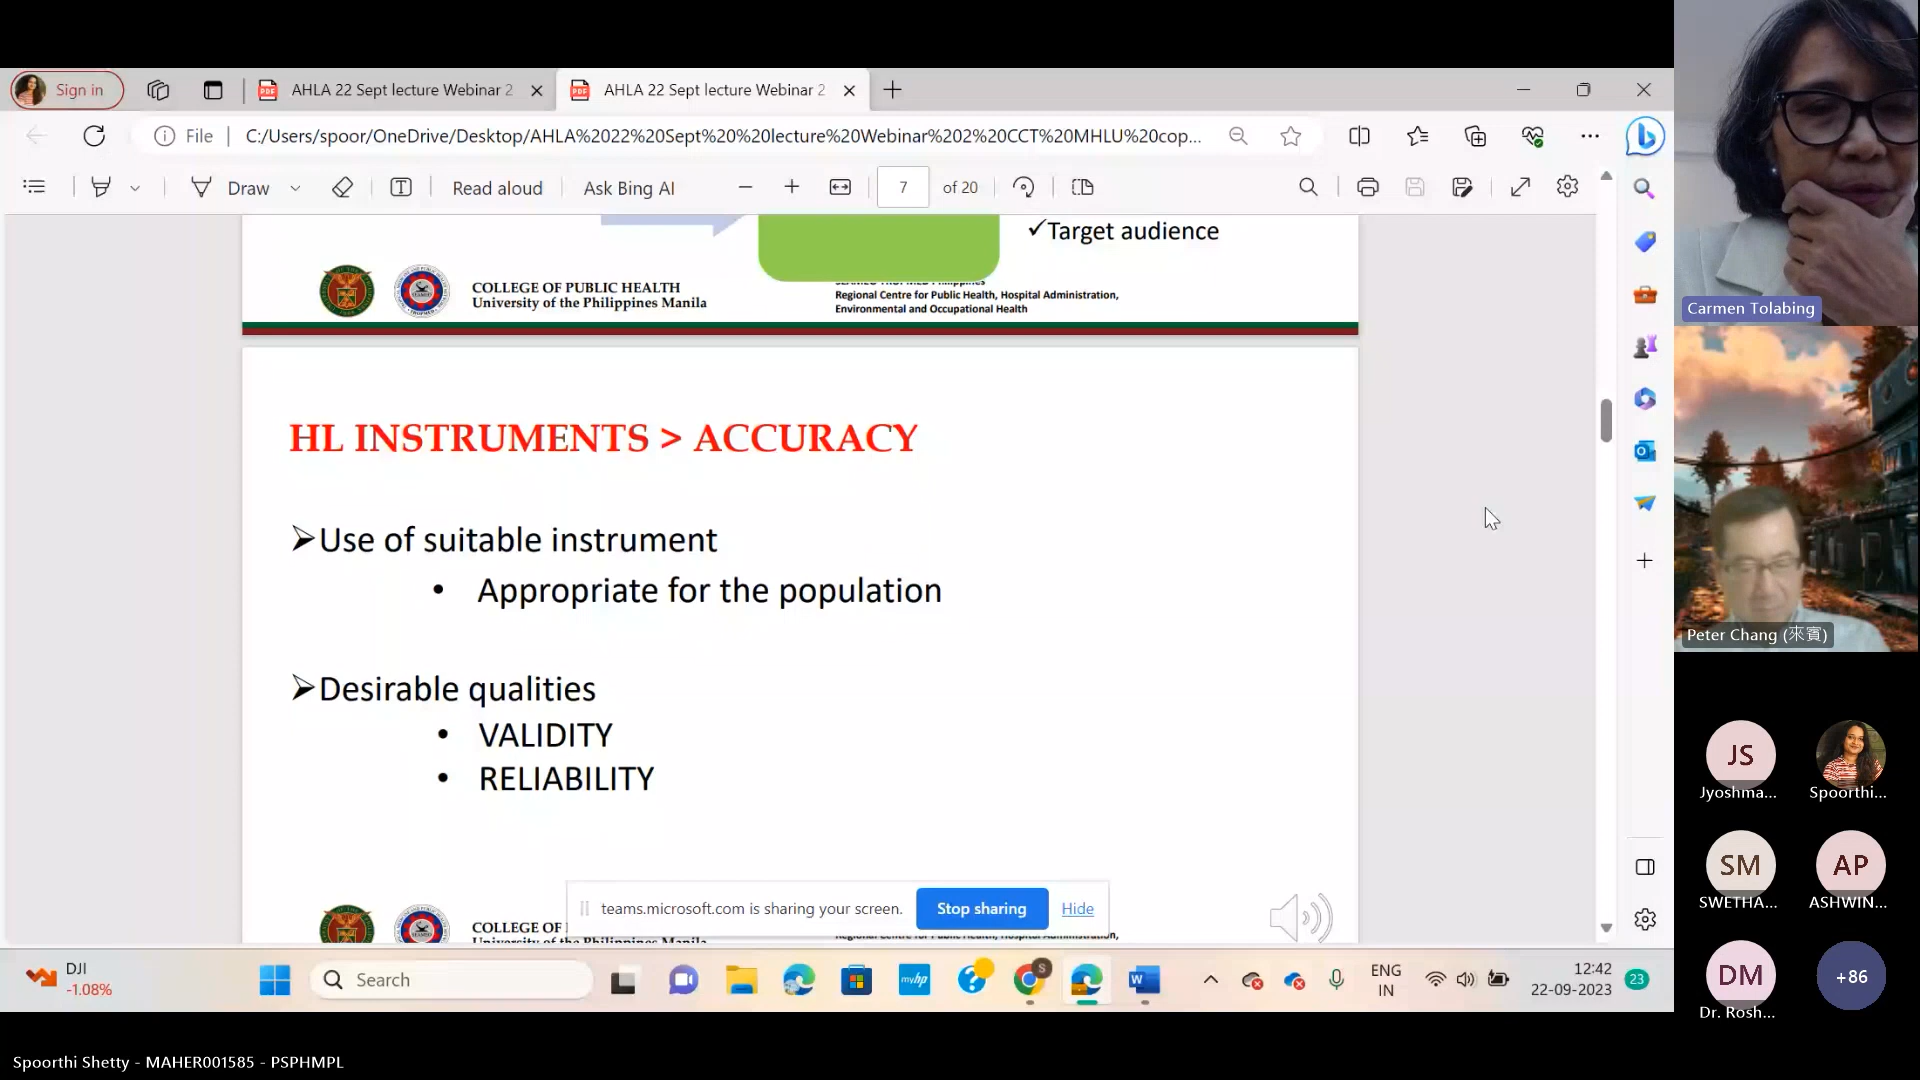 Sign in
AHLA 22 Sept lecture Webinar 2
AHLA 22 Sept lecture Webinar 2
File
C:/Users/spoor/OneDrive/Desktop/AHLA%2022%20Sept%20%20lecture%20Webinar%202%20CCT%20MHLU%20cop...
Draw
Read aloud
Ask Bing AI
7 of 20
✓Target audience
COLLEGE OF PUBLIC HEALTH
University of the Philippines Manila
Regional Centre for Public Health, Hospital Administration,
Environmental and Occupational Health
HL INSTRUMENTS > ACCURACY
➢Use of suitable instrument
• Appropriate for the population
➢Desirable qualities
• VALIDITY
• RELIABILITY
COLLEGE OF
teams.microsoft.com is sharing your screen.
Stop sharing
Hide
DJI
-1.08%
Search
myhp
S
ENG
IN
12:42
22-09-2023
23
Carmen Tolabing
Peter Chang (來賓)
JS
Jyoshma...
Spoorthi...
SM
SWETHA...
AP
ASHWIN...
DM
Dr. Rosh...
+86
Spoorthi Shetty - MAHER001585 - PSPHMPL